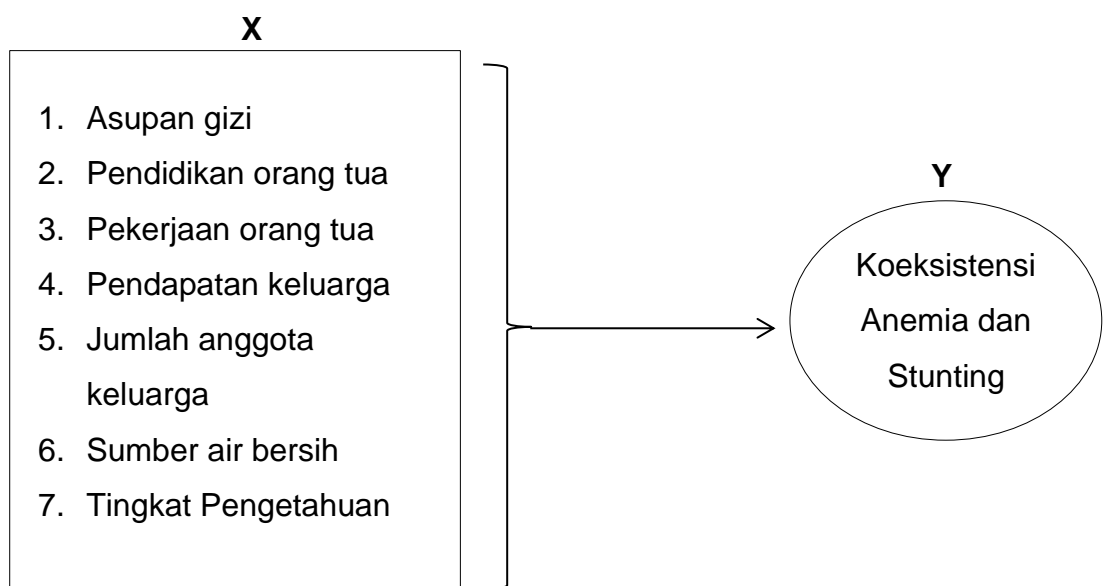 X
1. Asupan gizi
2. Pendidikan orang tua
3. Pekerjaan orang tua
4. Pendapatan keluarga
5. Jumlah anggota
keluarga
6. Sumber air bersih
7. Tingkat Pengetahuan
Y
Koeksistensi
Anemia dan
Stunting